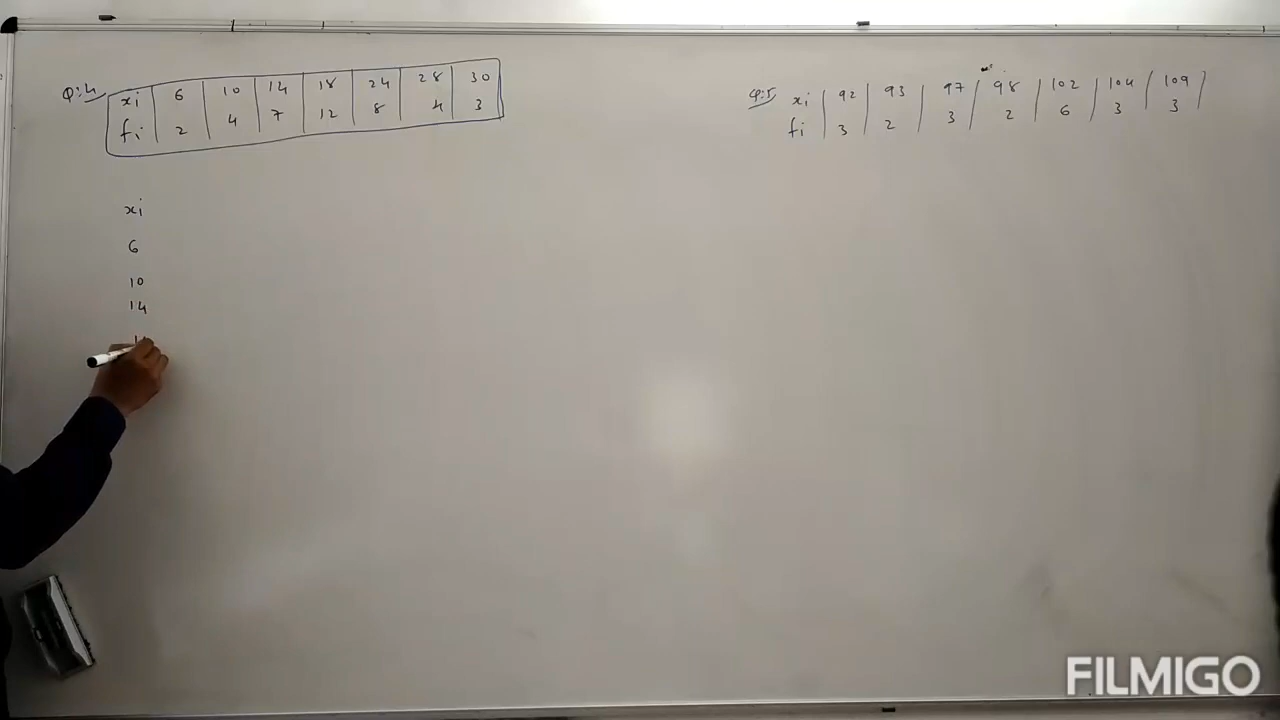 Q:4 xi 6 10 14 18 24 28 30
fi 2 4 7 12 8 4 3
Q:5 xi 92 93 97 98 102 104 109
fi 3 2 3 2 6 3 3
xi
6
10
14
FILMIGO